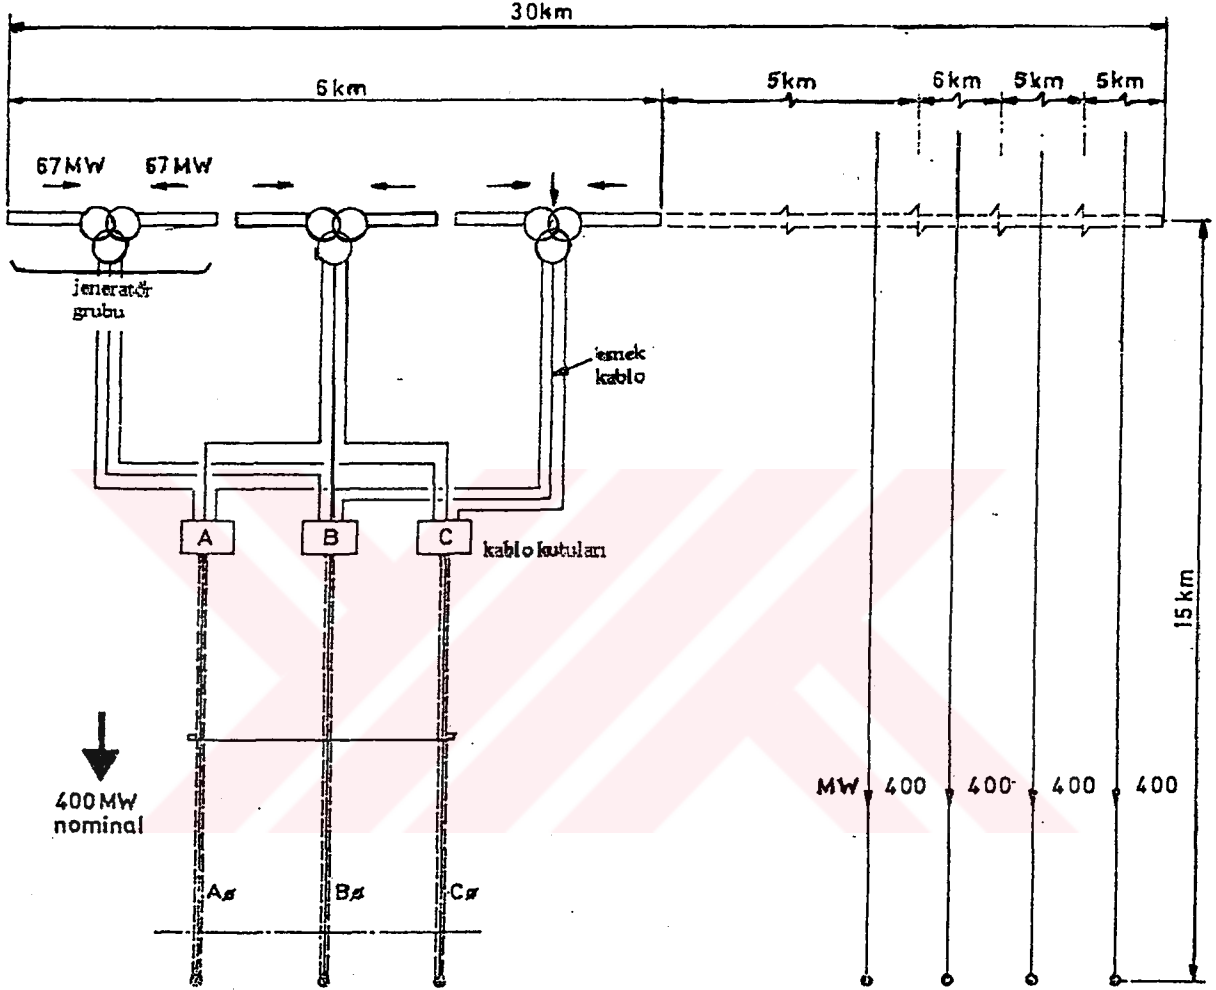 30km
6km
5km
6km
5km
5km
67MW
67MW
jeneratör
grubu
esnek
kablo
A
B
C
kablo kutuları
15km
400MW
nominal
MW
400
400
400
400
Aø
Bø
Cø